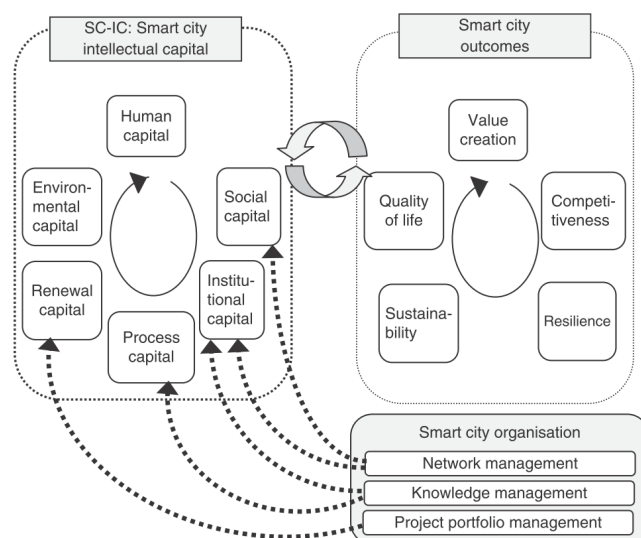 SC-IC: Smart city
intellectual capital
Human
capital
Environ-
mental
capital
Social
capital
Renewal
capital
Institu-
tional
capital
Process
capital
Smart city
outcomes
Value
creation
Quality
of life
Competi-
tiveness
Sustaina-
bility
Resilience
Smart city organisation
Network management
Knowledge management
Project portfolio management